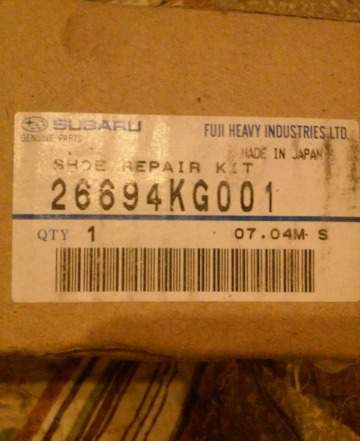 SUBARU
GENUINE PARTS
FUJI HEAVY INDUSTRIES LTD.
MADE IN JAPAN
SHOE REPAIR KIT
26694KG001
QTY 1 07.04M S